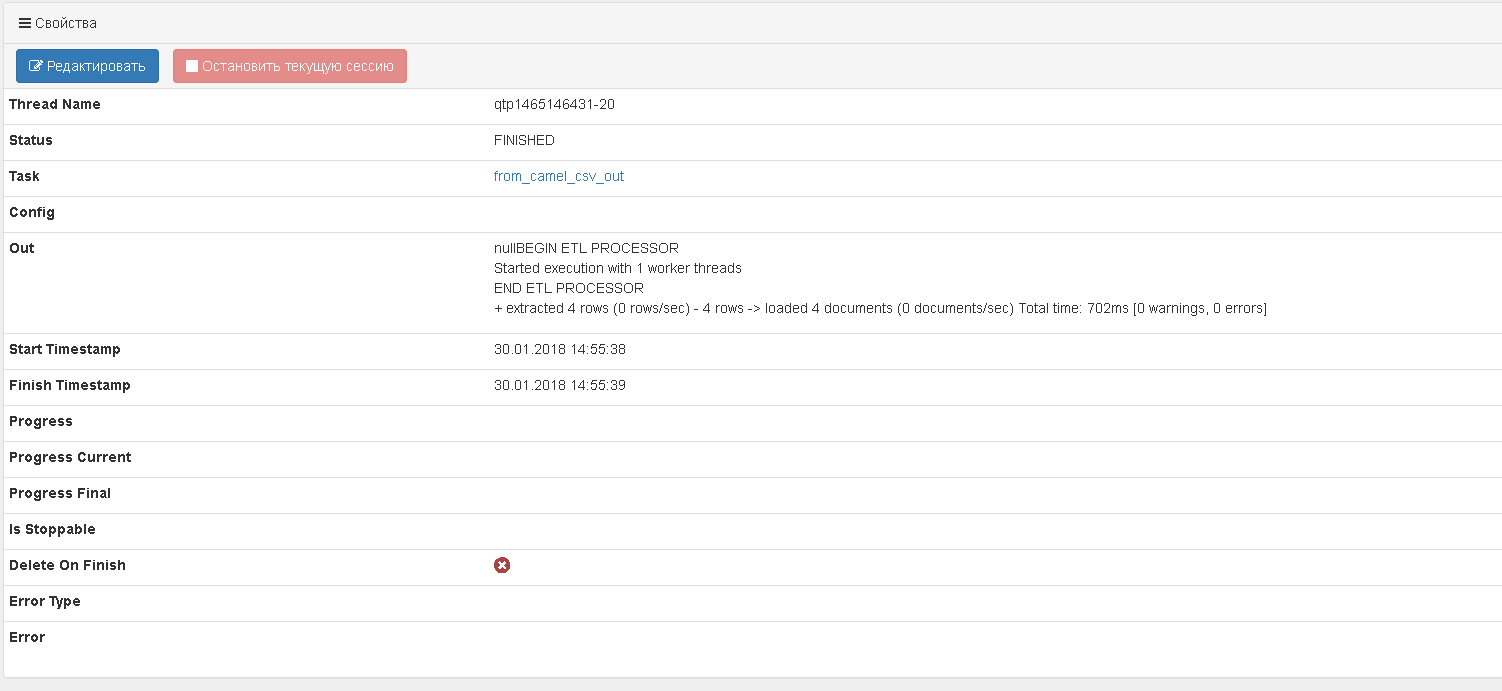 Свойства
Редактировать Остановить текущую сессию
Thread Name qtp1465146431-20
Status FINISHED
Task from_camel_csv_out
Config
Out nullBEGIN ETL PROCESSOR
Started execution with 1 worker threads
END ETL PROCESSOR
+ extracted 4 rows (0 rows/sec) - 4 rows -> loaded 4 documents (0 documents/sec) Total time: 702ms [0 warnings, 0 errors]
Start Timestamp 30.01.2018 14:55:38
Finish Timestamp 30.01.2018 14:55:39
Progress
Progress Current
Progress Final
Is Stoppable
Delete On Finish
Error Type
Error